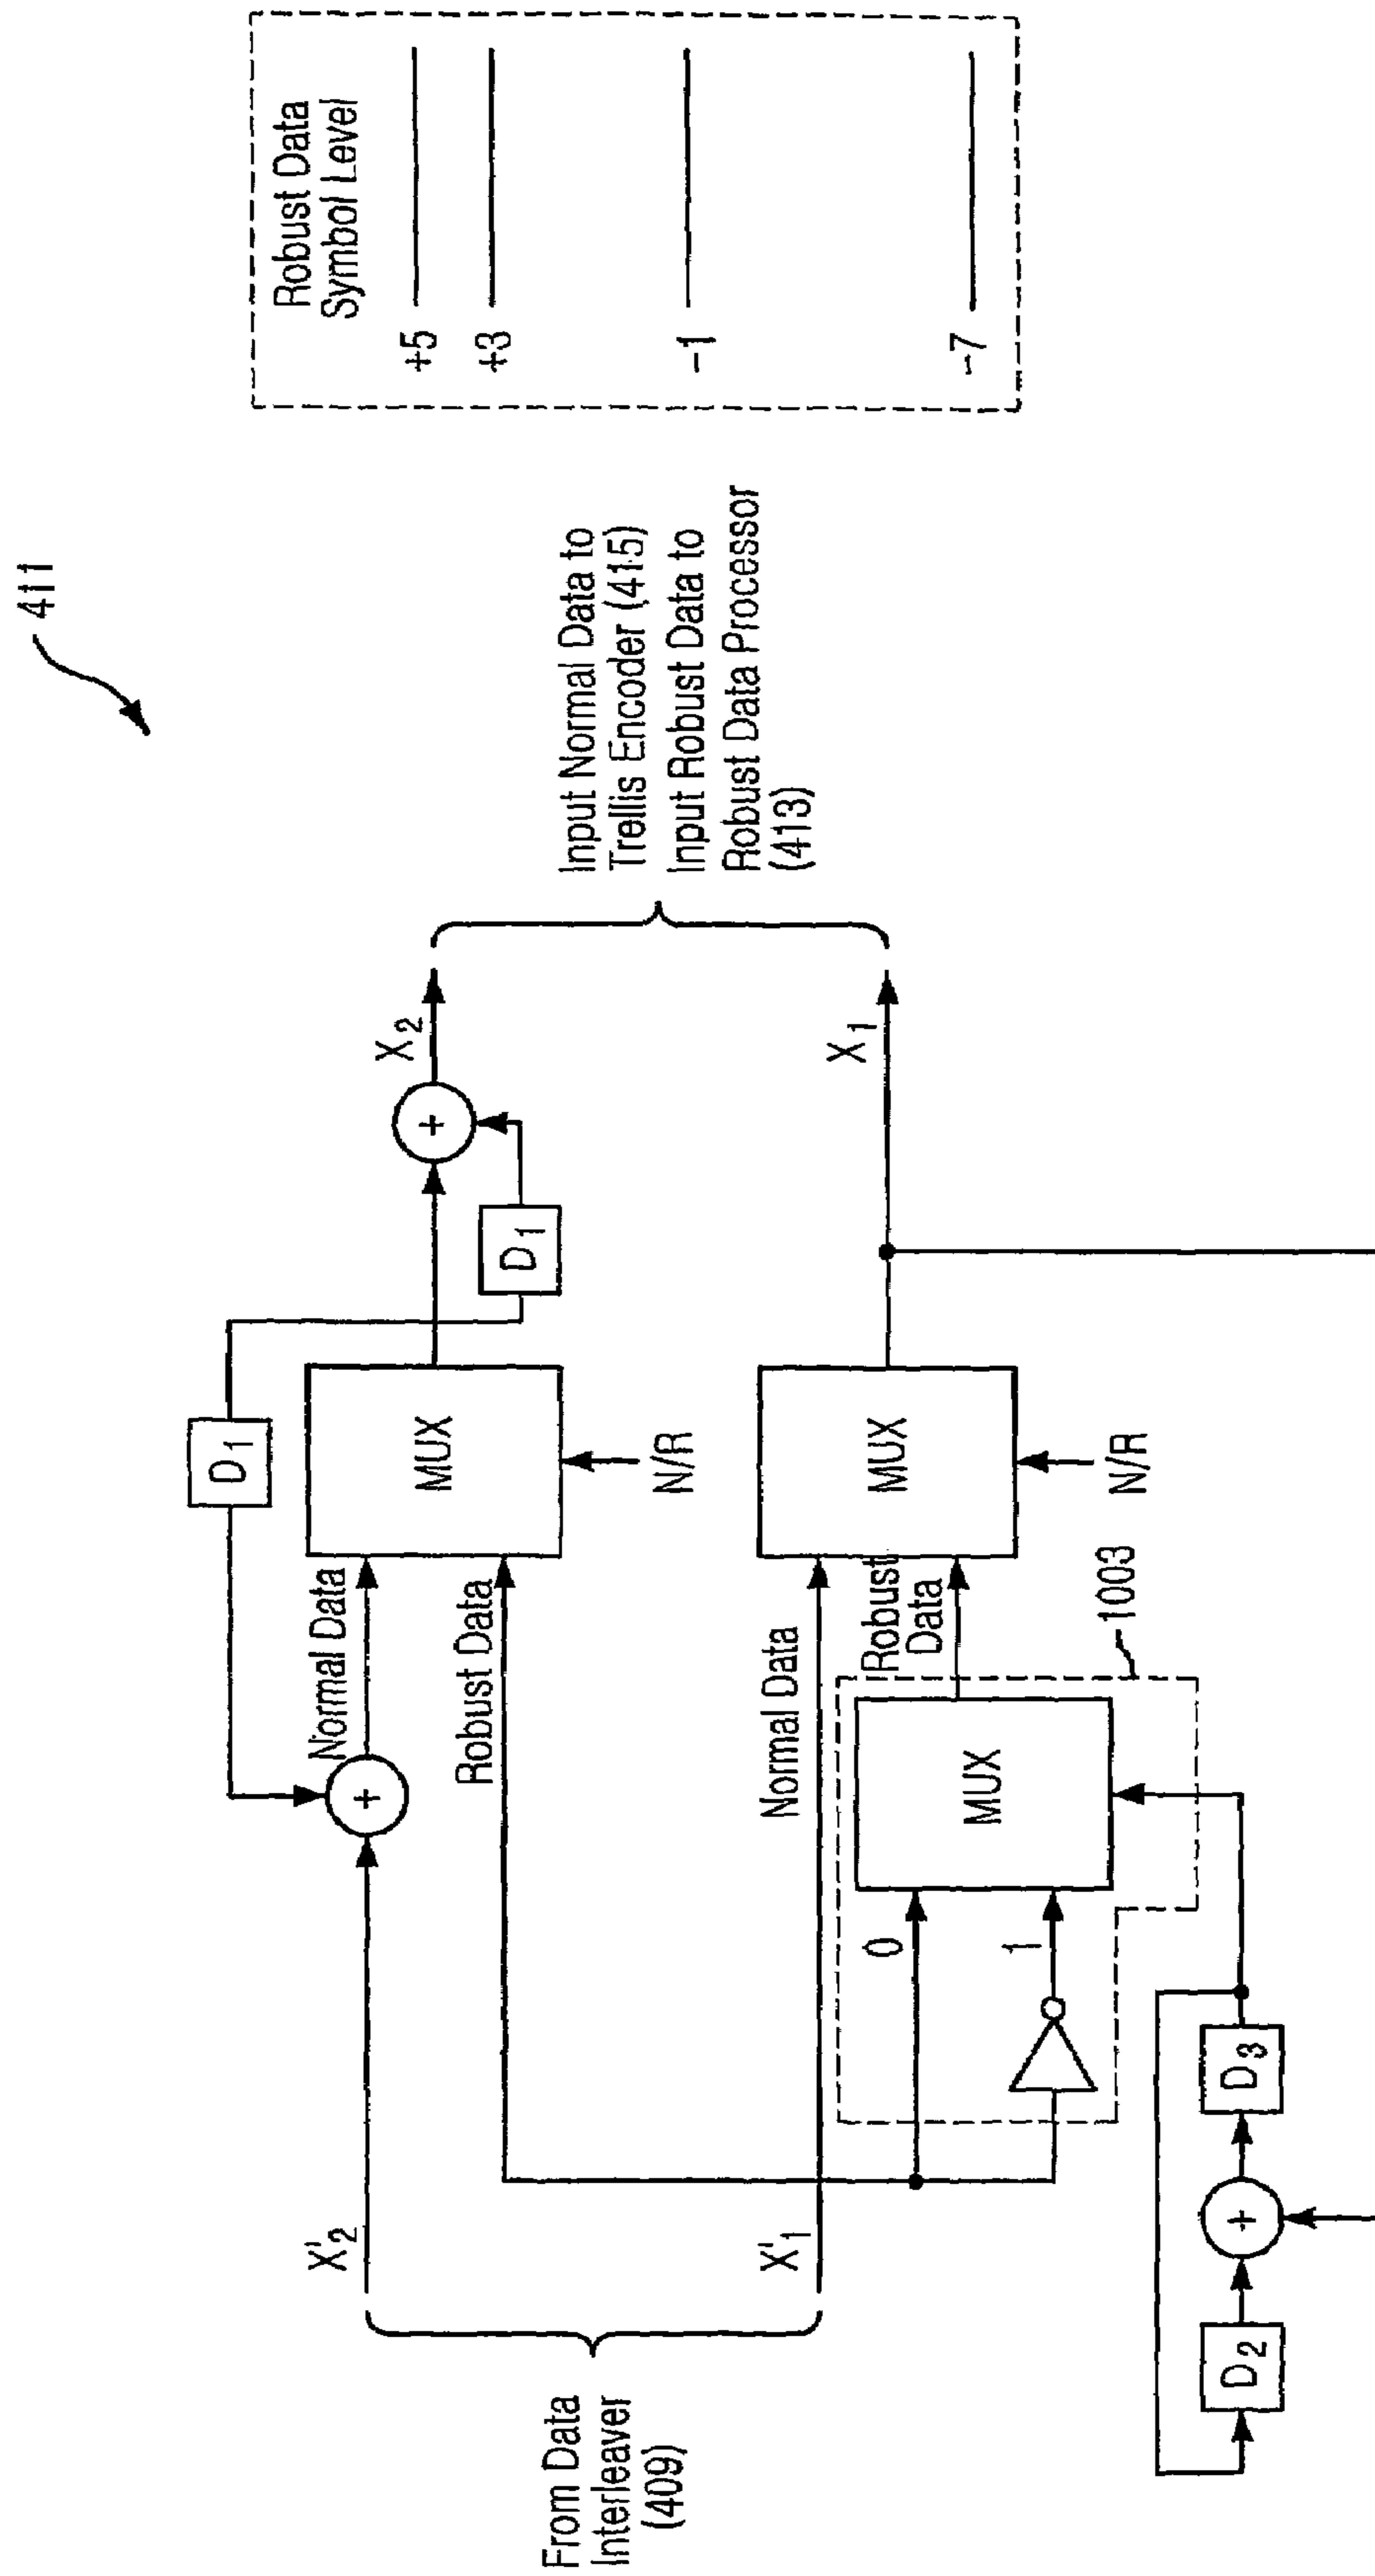 411
From Data
Interleaver
(409)
X'2
X'1
D1
Normal Data
Robust Data
MUX
N/R
D1
X2
Normal Data
Robust
Data
MUX
N/R
X1
0
1
MUX
1003
D2
D3
+
+
+
Input Normal Data to
Trellis Encoder (415)
Input Robust Data to
Robust Data Processor
(413)
Robust Data
Symbol Level
+5
+3
-1
-7